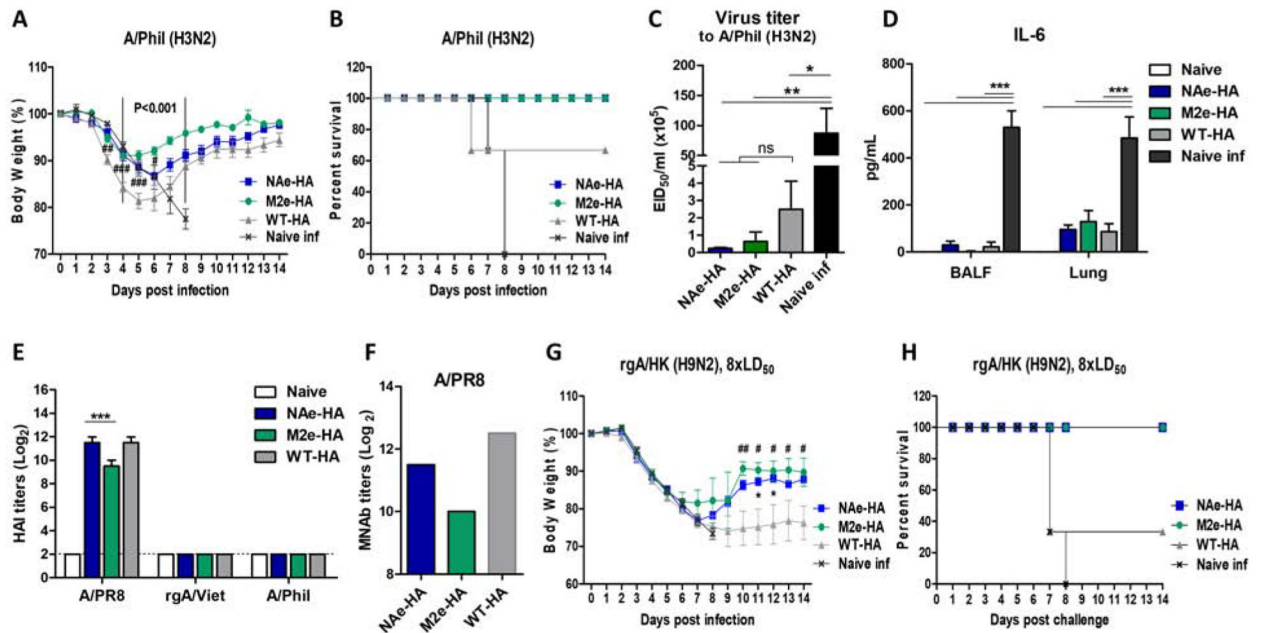 A
A/Phil (H3N2)
Body Weight (%)
110
100
90
80
70
P<0.001
##
###
###
#
NAe-HA
M2e-HA
WT-HA
Naive inf
0 1 2 3 4 5 6 7 8 9 10 11 12 13 14
Days post infection
B
A/Phil (H3N2)
Percent survival
120
100
80
60
40
20
0
NAe-HA
M2e-HA
WT-HA
Naive inf
0 1 2 3 4 5 6 7 8 9 10 11 12 13 14
Days post infection
C
Virus titer
to A/Phil (H3N2)
EID50/ml (x10⁵)
200
150
100
50
5
4
3
2
1
0
*
**
ns
NAe-HA
M2e-HA
WT-HA
Naive inf
D
IL-6
pg/mL
800
600
400
200
0
***
***
BALF
Lung
Naive
NAe-HA
M2e-HA
WT-HA
Naive inf
E
HAI titers (Log2)
16
14
12
10
8
6
4
2
0
***
A/PR8
rgA/Viet
A/Phil
Naive
NAe-HA
M2e-HA
WT-HA
F
A/PR8
MNAb titers (Log 2)
14
12
10
8
NAe-HA
M2e-HA
WT-HA
G
rgA/HK (H9N2), 8xLD50
Body Weight (%)
110
100
90
80
70
60
## # # # #
* *
NAe-HA
M2e-HA
WT-HA
Naive inf
0 1 2 3 4 5 6 7 8 9 10 11 12 13 14
Days post infection
H
rgA/HK (H9N2), 8xLD50
Percent survival
120
100
80
60
40
20
0
NAe-HA
M2e-HA
WT-HA
Naive inf
0 1 2 3 4 5 6 7 8 9 10 11 12 13 14
Days post challenge